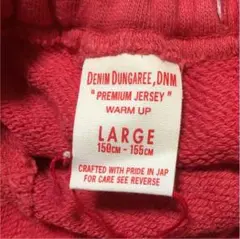 DENIM DUNGAREE, DNM
"PREMIUM JERSEY"
WARM UP
LARGE
150CM - 155CM
CRAFTED WITH PRIDE IN JAP
FOR CARE SEE REVERSE